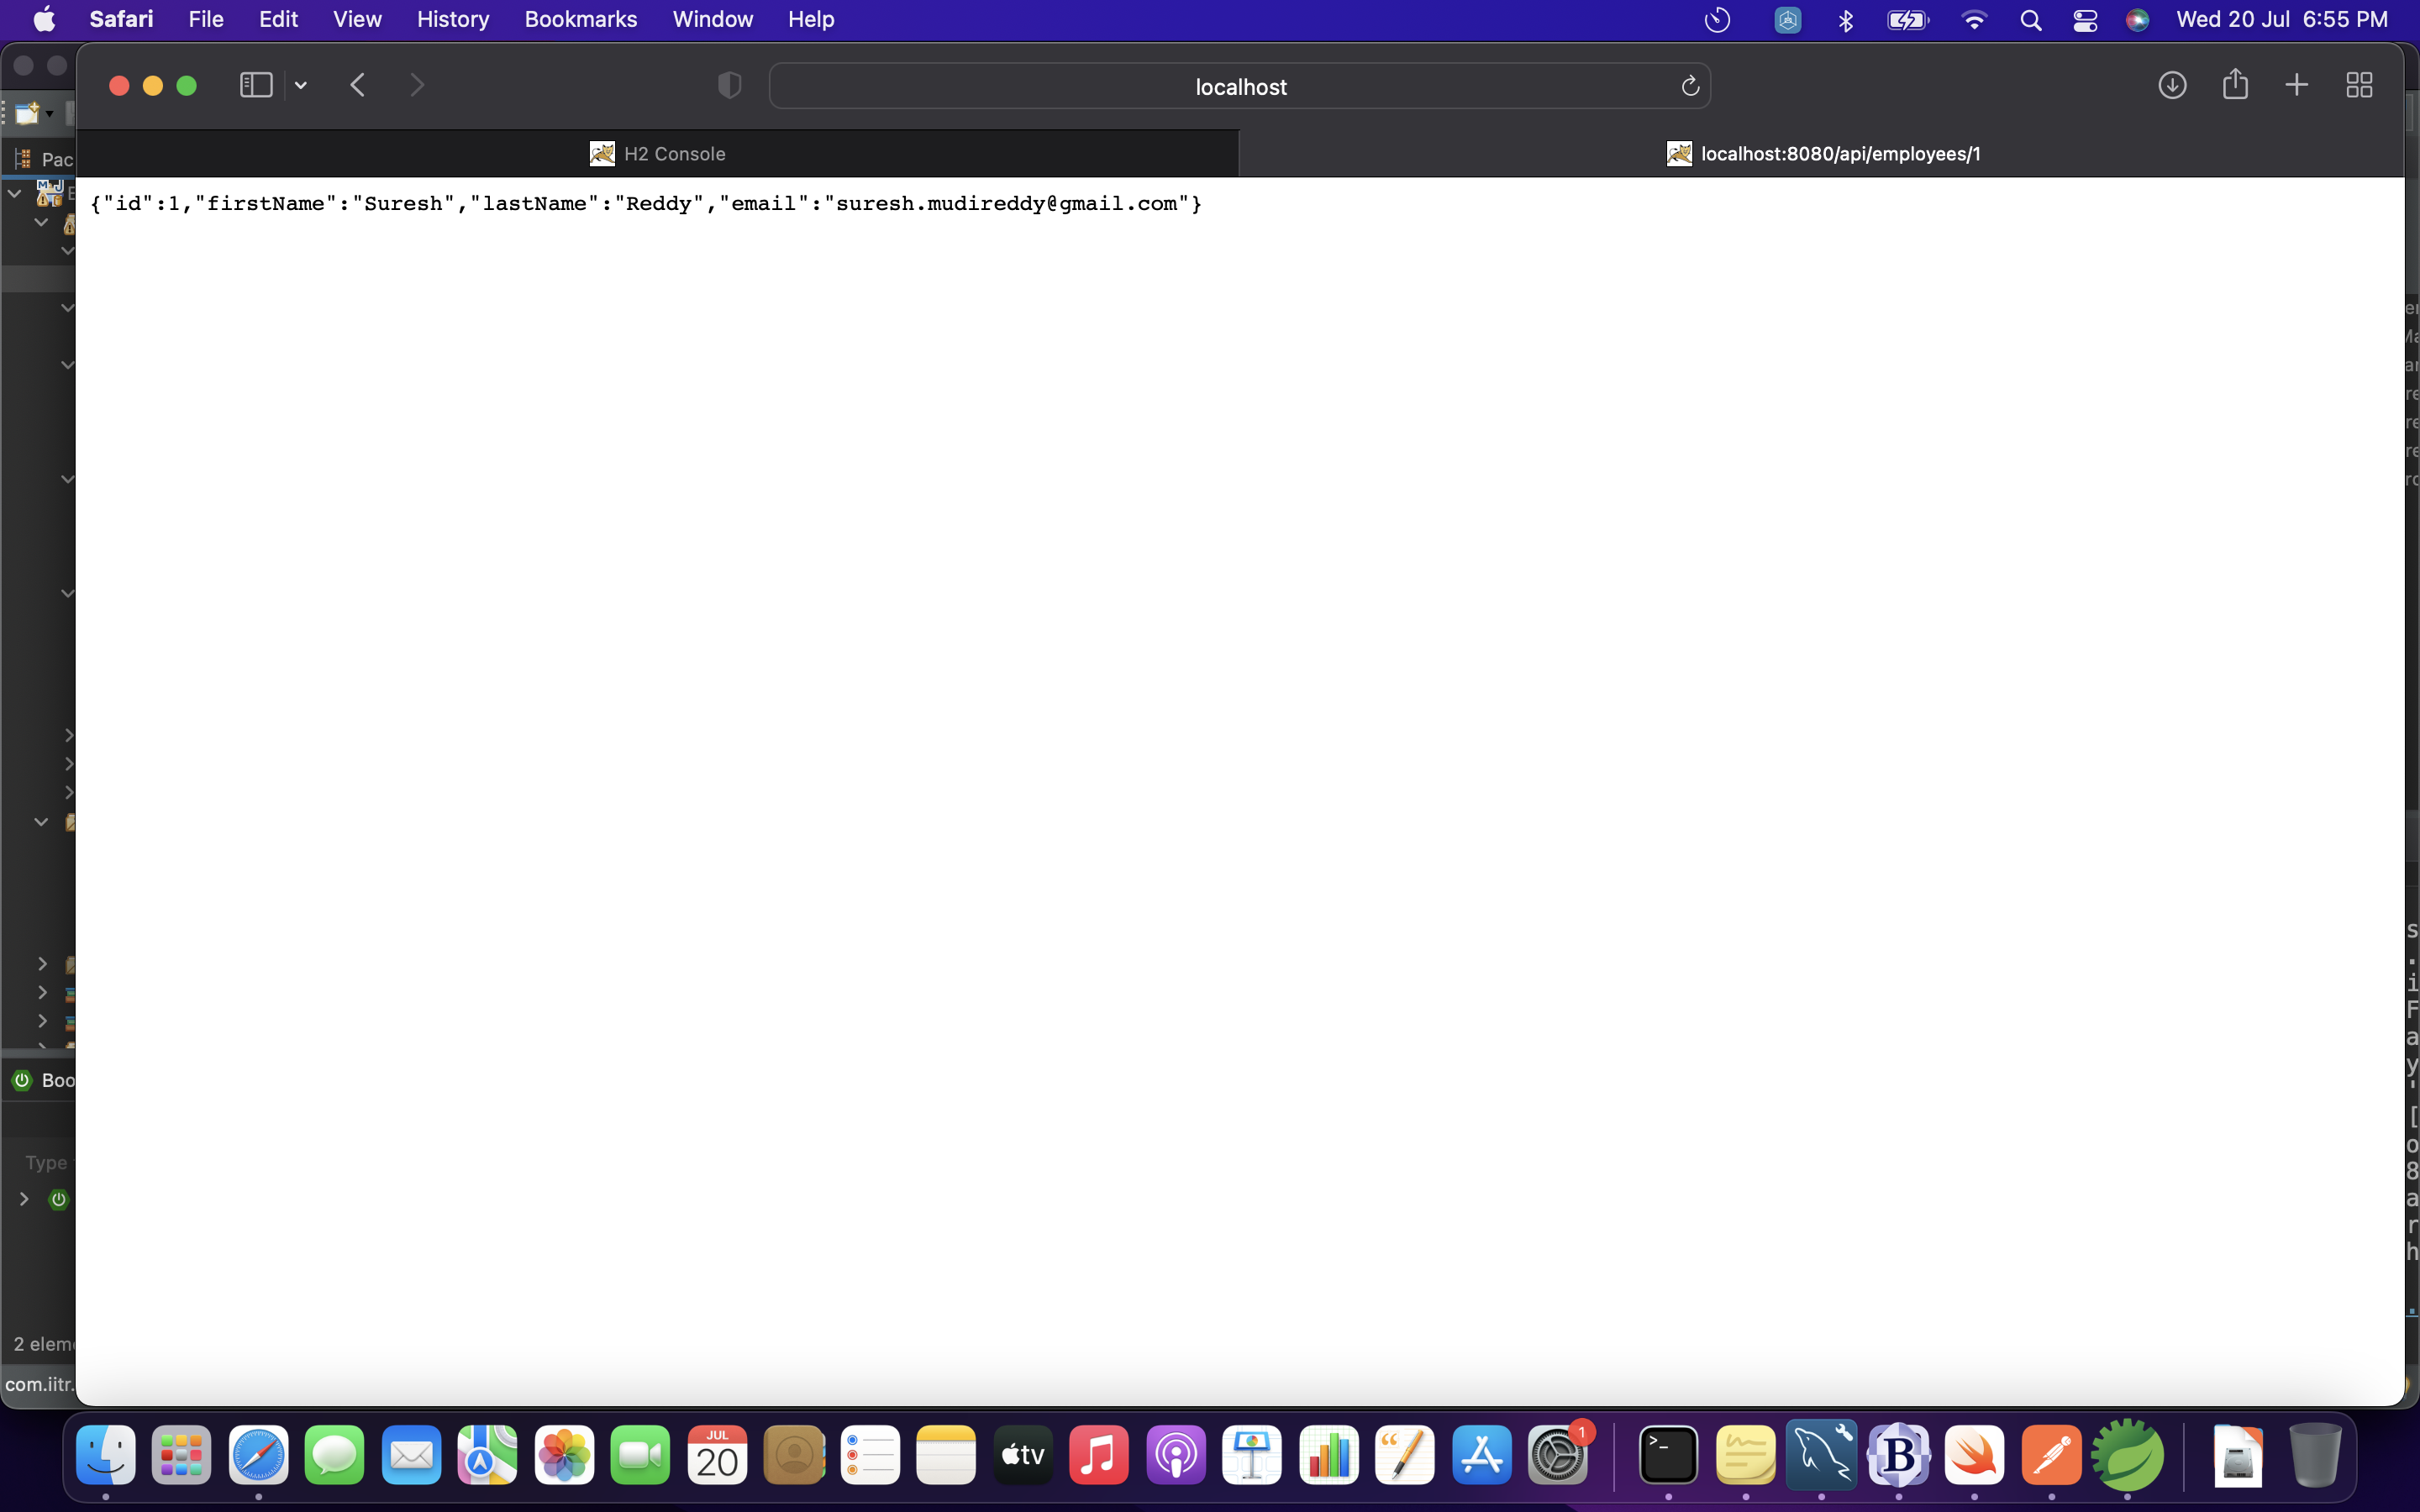 Safari File Edit View History Bookmarks Window Help Wed 20 Jul 6:55 PM
localhost
Pac
H2 Console
localhost:8080/api/employees/1
{"id":1,"firstName":"Suresh","lastName":"Reddy","email":"suresh.mudireddy@gmail.com"}
Boo
Type
2 eleme
com.iitr.
JUL
20
tv
1
>_
B